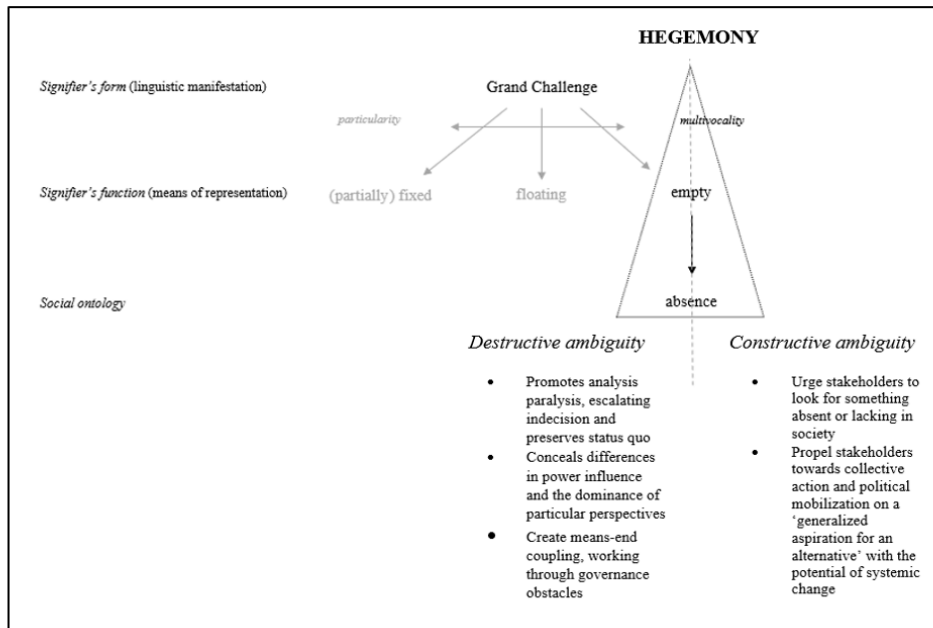 HEGEMONY
Signifier's form (linguistic manifestation)
Grand Challenge
particularity
multivocality
Signifier's function (means of representation)
(partially) fixed
floating
empty
Social ontology
absence
Destructive ambiguity
• Promotes analysis
paralysis, escalating
indecision and
preserves status quo
• Conceals differences
in power influence
and the dominance of
particular perspectives
• Create means-end
coupling, working
through governance
obstacles
Constructive ambiguity
• Urge stakeholders to
look for something
absent or lacking in
society
• Propel stakeholders
towards collective
action and political
mobilization on a
'generalized
aspiration for an
alternative' with the
potential of systemic
change